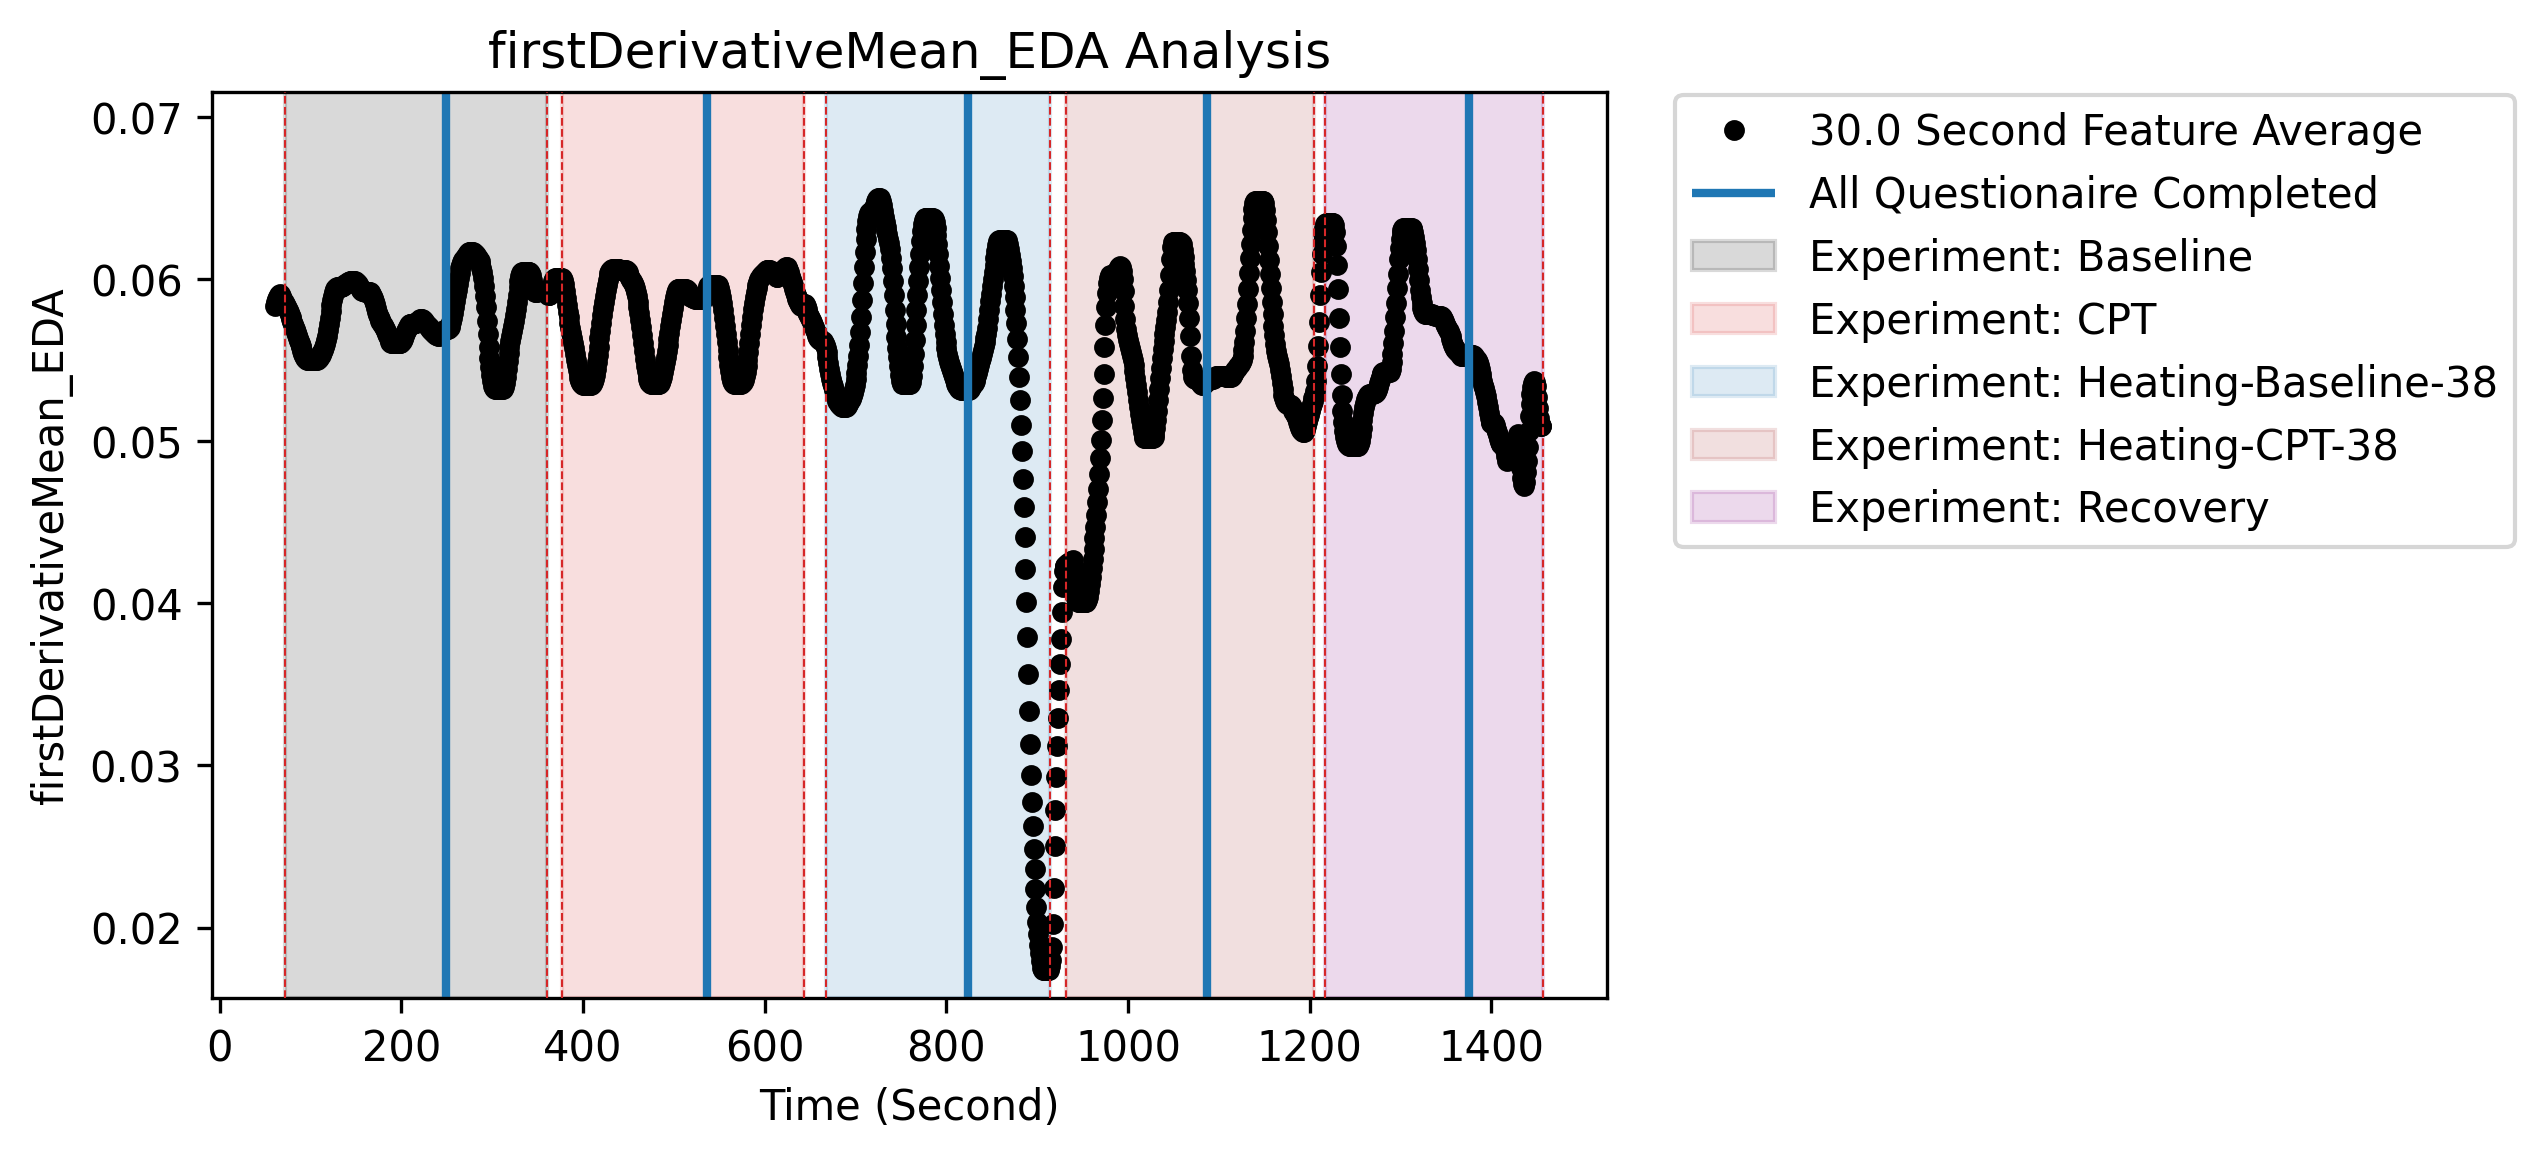 firstDerivativeMean_EDA Analysis
firstDerivativeMean_EDA
0.07
0.06
0.05
0.04
0.03
0.02
0 200 400 600 800 1000 1200 1400
Time (Second)
30.0 Second Feature Average
All Questionaire Completed
Experiment: Baseline
Experiment: CPT
Experiment: Heating-Baseline-38
Experiment: Heating-CPT-38
Experiment: Recovery